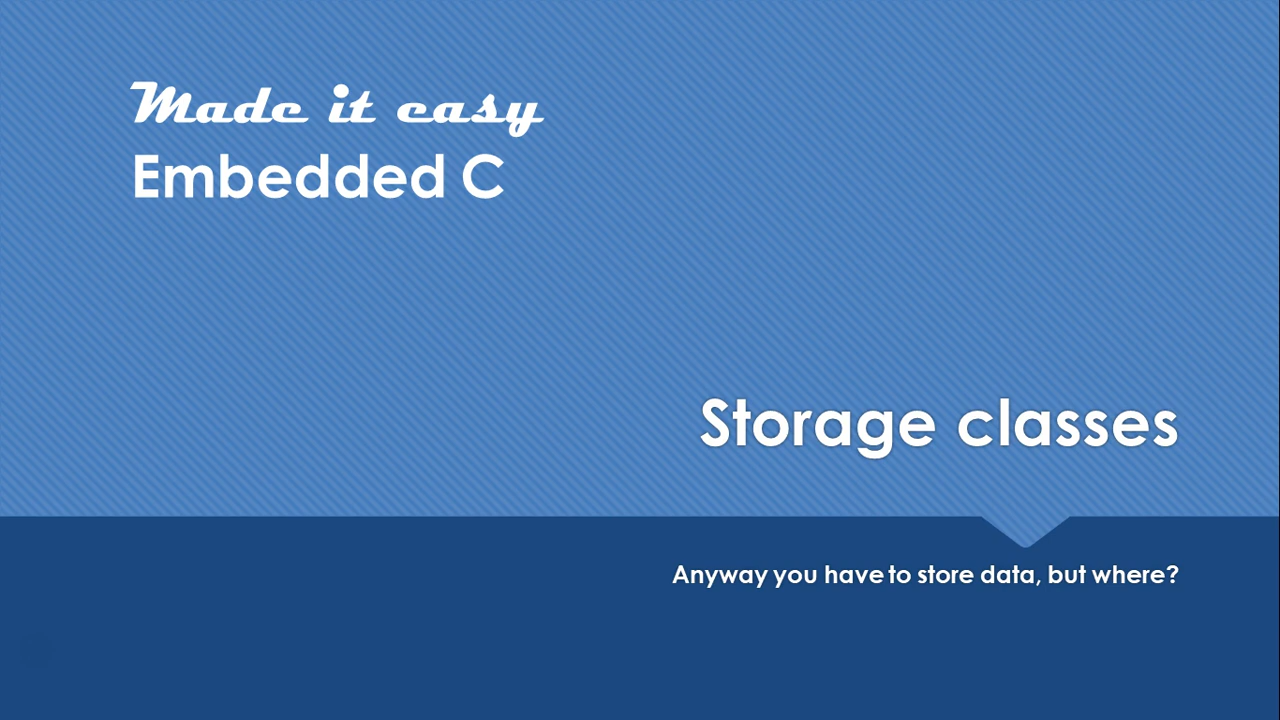 Made it easy
Embedded C
Storage classes
Anyway you have to store data, but where?